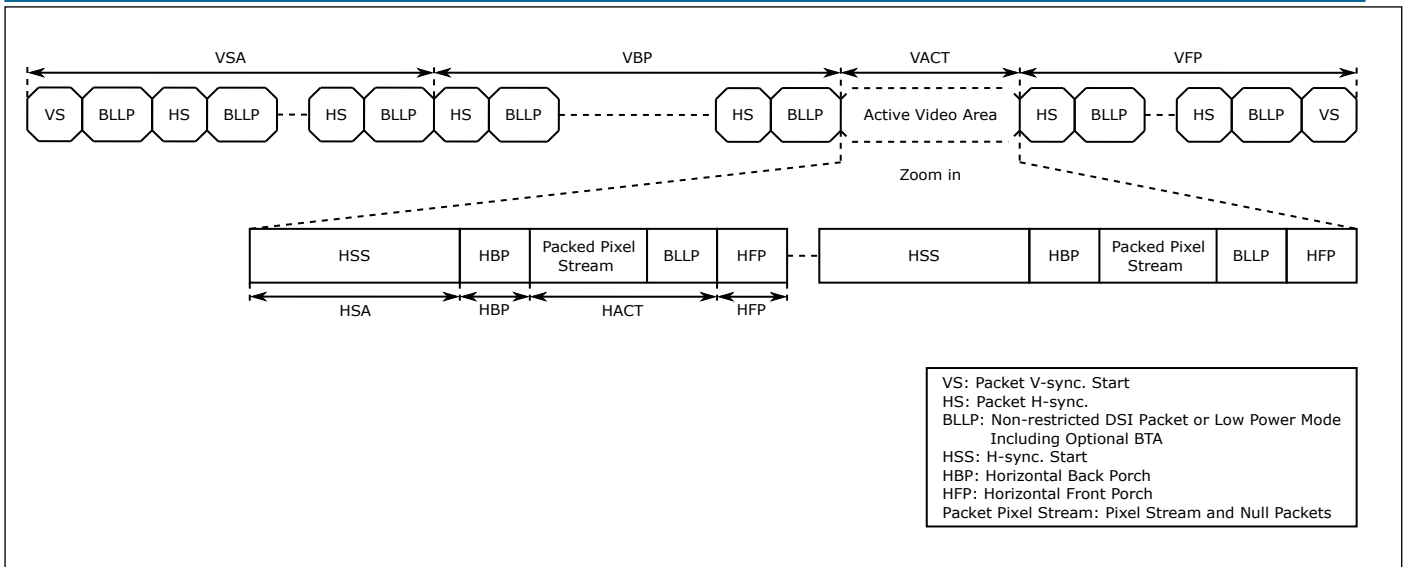 VSA VBP VACT VFP
VS BLLP HS BLLP HS BLLP HS BLLP HS BLLP Active Video Area HS BLLP HS BLLP VS
Zoom in
HSS HBP Packed Pixel Stream BLLP HFP HSS HBP Packed Pixel Stream BLLP HFP
HSA HBP HACT HFP
VS: Packet V-sync. Start
HS: Packet H-sync.
BLLP: Non-restricted DSI Packet or Low Power Mode
Including Optional BTA
HSS: H-sync. Start
HBP: Horizontal Back Porch
HFP: Horizontal Front Porch
Packet Pixel Stream: Pixel Stream and Null Packets